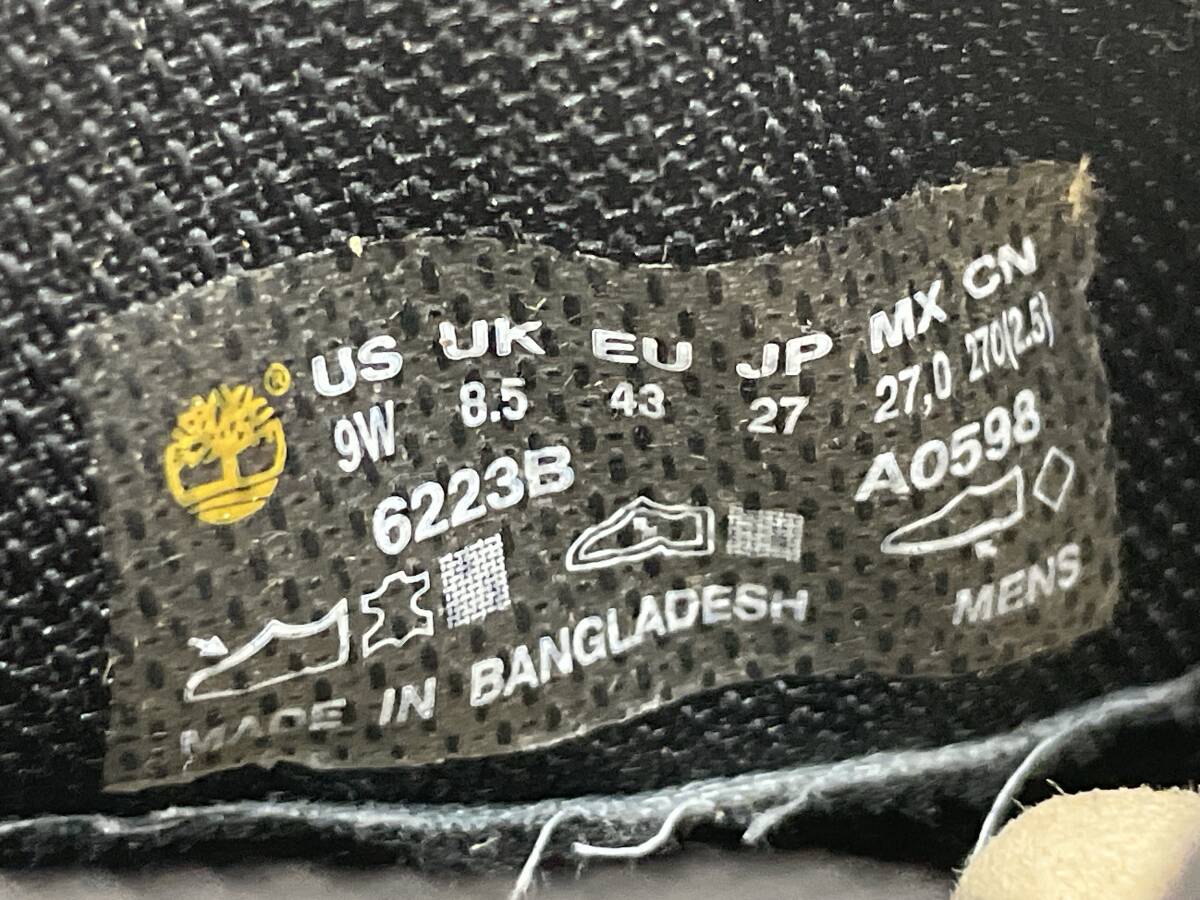 ® US UK EU JP MX CN
9W 8.5 43 27 27,0 270(2.5)
6223B A0598
MADE IN BANGLADESH MENS